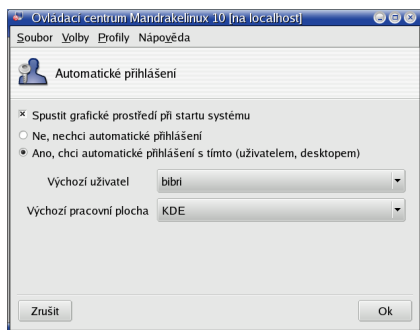 Ovládací centrum Mandrakelinux 10 [na localhost]
Soubor Volby Profily Nápověda
Automatické přihlášení
Spustit grafické prostředí při startu systému
Ne, nechci automatické přihlášení
Ano, chci automatické přihlášení s tímto (uživatelem, desktopem)
Výchozí uživatel bibri
Výchozí pracovní plocha KDE
Zrušit Ok